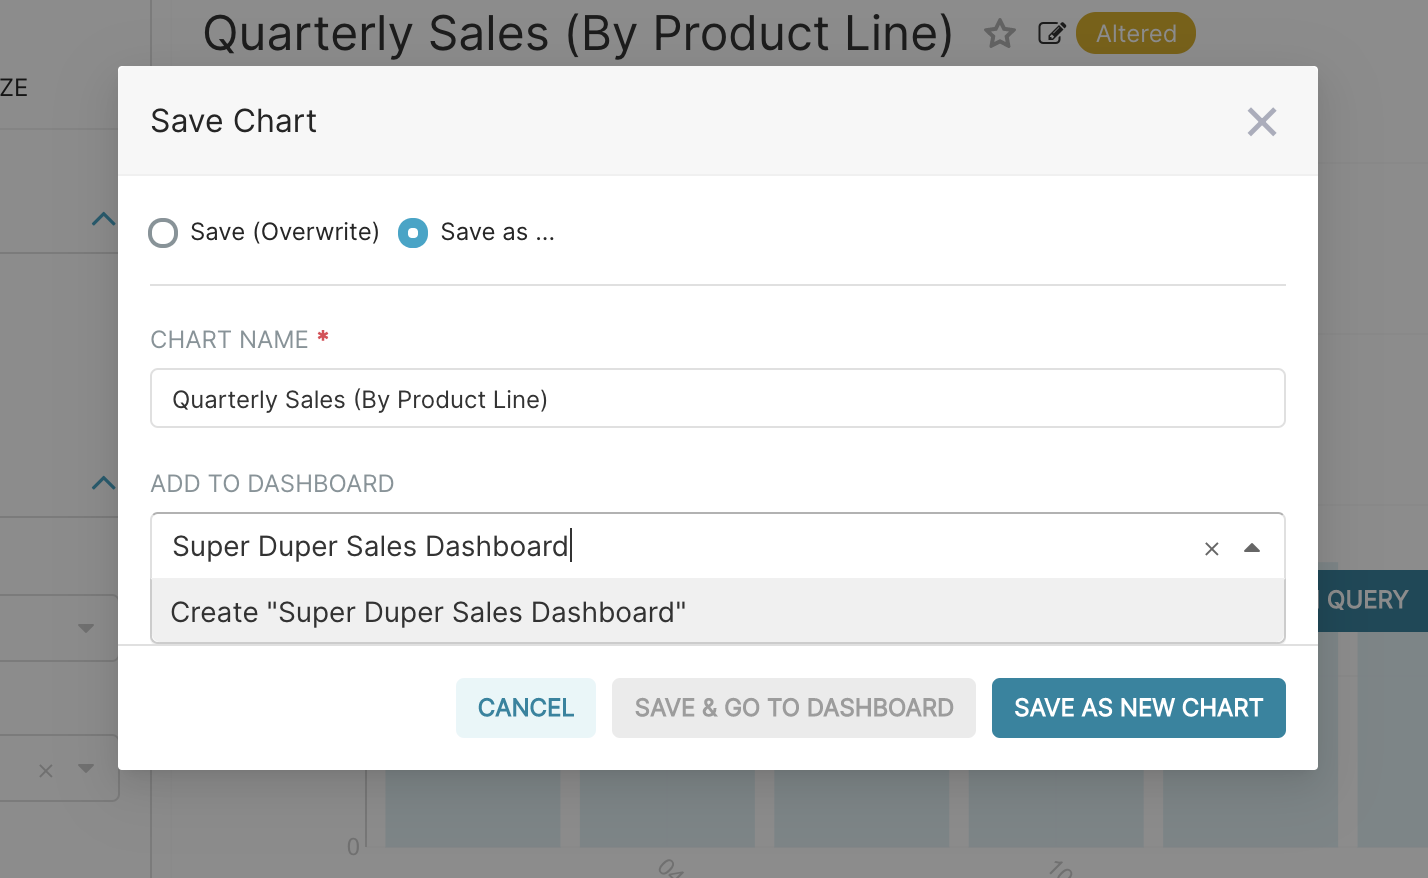 Quarterly Sales (By Product Line)
Altered
ZE
Save Chart
Save (Overwrite)
Save as ...
CHART NAME *
Quarterly Sales (By Product Line)
ADD TO DASHBOARD
Super Duper Sales Dashboard
Create "Super Duper Sales Dashboard"
QUERY
CANCEL
SAVE & GO TO DASHBOARD
SAVE AS NEW CHART
0
04
10